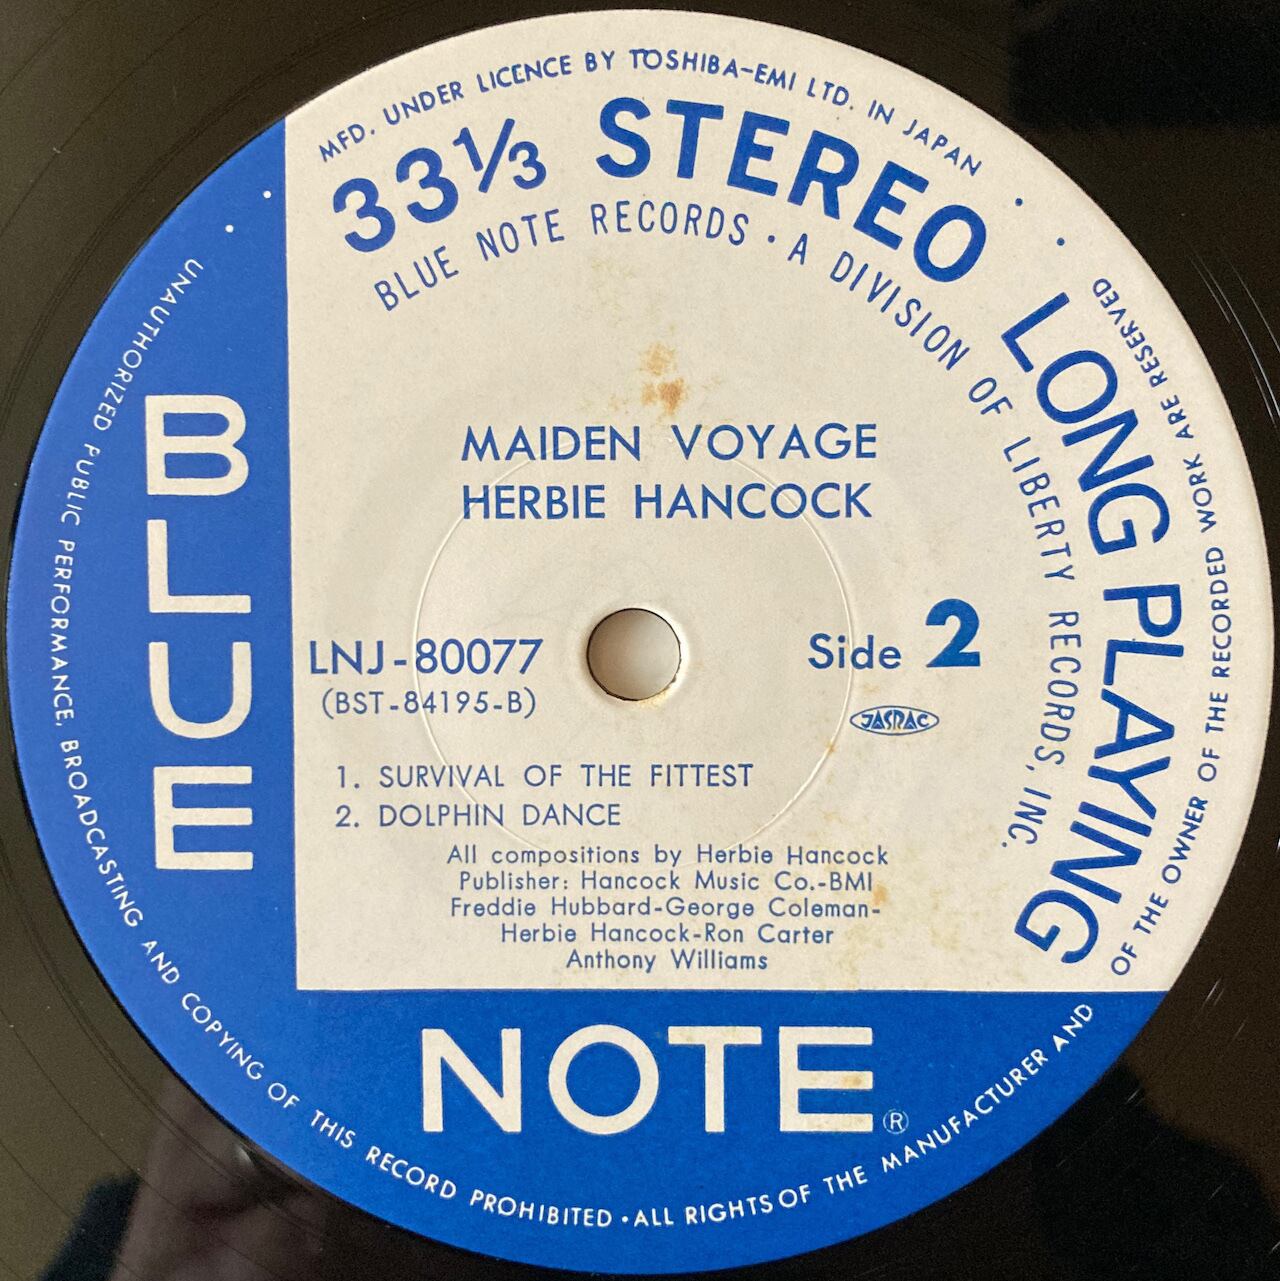 MFD. UNDER LICENCE BY TOSHIBA-EMI LTD. IN JAPAN
33⅓ STEREO LONG PLAYING
BLUE NOTE RECORDS • A DIVISION OF LIBERTY RECORDS, INC.
MAIDEN VOYAGE
HERBIE HANCOCK
LNJ-80077
(BST-84195-B)
Side 2
JASRAC
1. SURVIVAL OF THE FITTEST
2. DOLPHIN DANCE
All compositions by Herbie Hancock
Publisher: Hancock Music Co.-BMI
Freddie Hubbard-George Coleman-
Herbie Hancock-Ron Carter
Anthony Williams
BLUE
NOTE®
UNAUTHORIZED PUBLIC PERFORMANCE, BROADCASTING AND COPYING OF THIS RECORD PROHIBITED • ALL RIGHTS OF THE MANUFACTURER AND OF THE OWNER OF THE RECORDED WORK ARE RESERVED